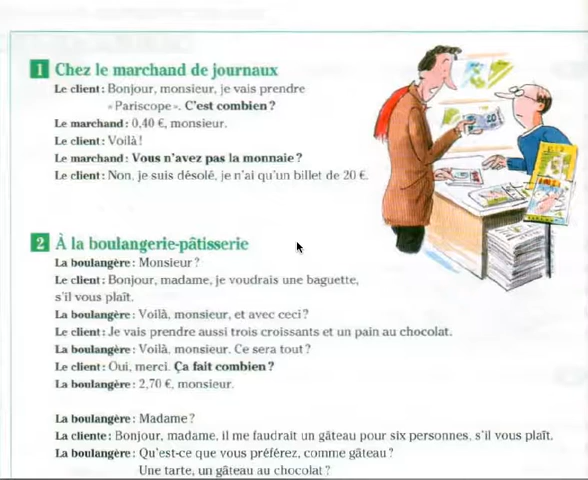 1 Chez le marchand de journaux
Le client : Bonjour, monsieur, je vais prendre
« Pariscope ». C'est combien ?
Le marchand : 0,40 €, monsieur.
Le client : Voilà !
Le marchand : Vous n'avez pas la monnaie ?
Le client : Non, je suis désolé, je n'ai qu'un billet de 20 €.
2 À la boulangerie-pâtisserie
La boulangère : Monsieur ?
Le client : Bonjour, madame, je voudrais une baguette,
s'il vous plaît.
La boulangère : Voilà, monsieur, et avec ceci ?
Le client : Je vais prendre aussi trois croissants et un pain au chocolat.
La boulangère : Voilà, monsieur. Ce sera tout ?
Le client : Oui, merci. Ça fait combien ?
La boulangère : 2,70 €, monsieur.
La boulangère : Madame ?
La cliente : Bonjour, madame, il me faudrait un gâteau pour six personnes, s'il vous plaît.
La boulangère : Qu'est-ce que vous préférez, comme gâteau ?
Une tarte, un gâteau au chocolat ?